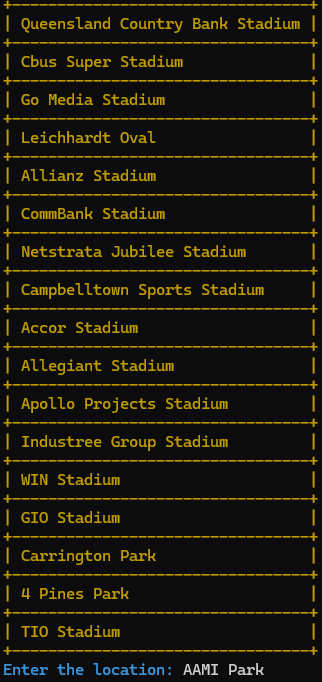 +---------------------------------+
| Queensland Country Bank Stadium |
+---------------------------------+
| Cbus Super Stadium              |
+---------------------------------+
| Go Media Stadium                |
+---------------------------------+
| Leichhardt Oval                 |
+---------------------------------+
| Allianz Stadium                 |
+---------------------------------+
| CommBank Stadium                |
+---------------------------------+
| Netstrata Jubilee Stadium       |
+---------------------------------+
| Campbelltown Sports Stadium     |
+---------------------------------+
| Accor Stadium                   |
+---------------------------------+
| Allegiant Stadium               |
+---------------------------------+
| Apollo Projects Stadium         |
+---------------------------------+
| Industree Group Stadium         |
+---------------------------------+
| WIN Stadium                     |
+---------------------------------+
| GIO Stadium                     |
+---------------------------------+
| Carrington Park                 |
+---------------------------------+
| 4 Pines Park                    |
+---------------------------------+
| TIO Stadium                     |
+---------------------------------+
Enter the location: AAMI Park